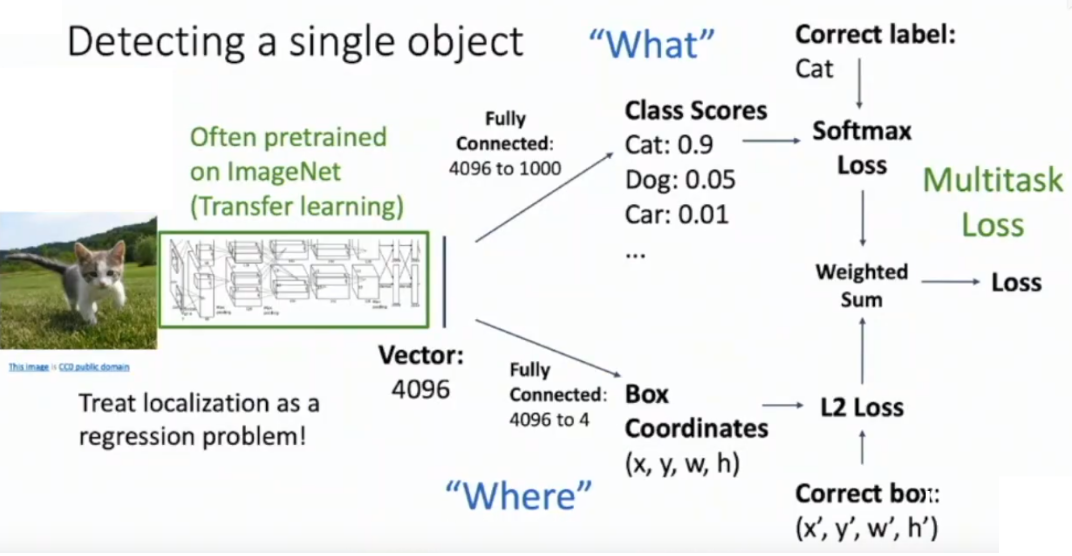 Detecting a single object
“What”
Correct label:
Cat
Often pretrained
on ImageNet
(Transfer learning)
Fully
Connected:
4096 to 1000
Class Scores
Cat: 0.9
Dog: 0.05
Car: 0.01
...
Softmax
Loss
Multitask
Loss
Weighted
Sum
Loss
This image is CC0 public domain
Vector:
4096
Treat localization as a
regression problem!
Fully
Connected:
4096 to 4
Box
Coordinates
(x, y, w, h)
L2 Loss
“Where”
Correct box:
(x’, y’, w’, h’)